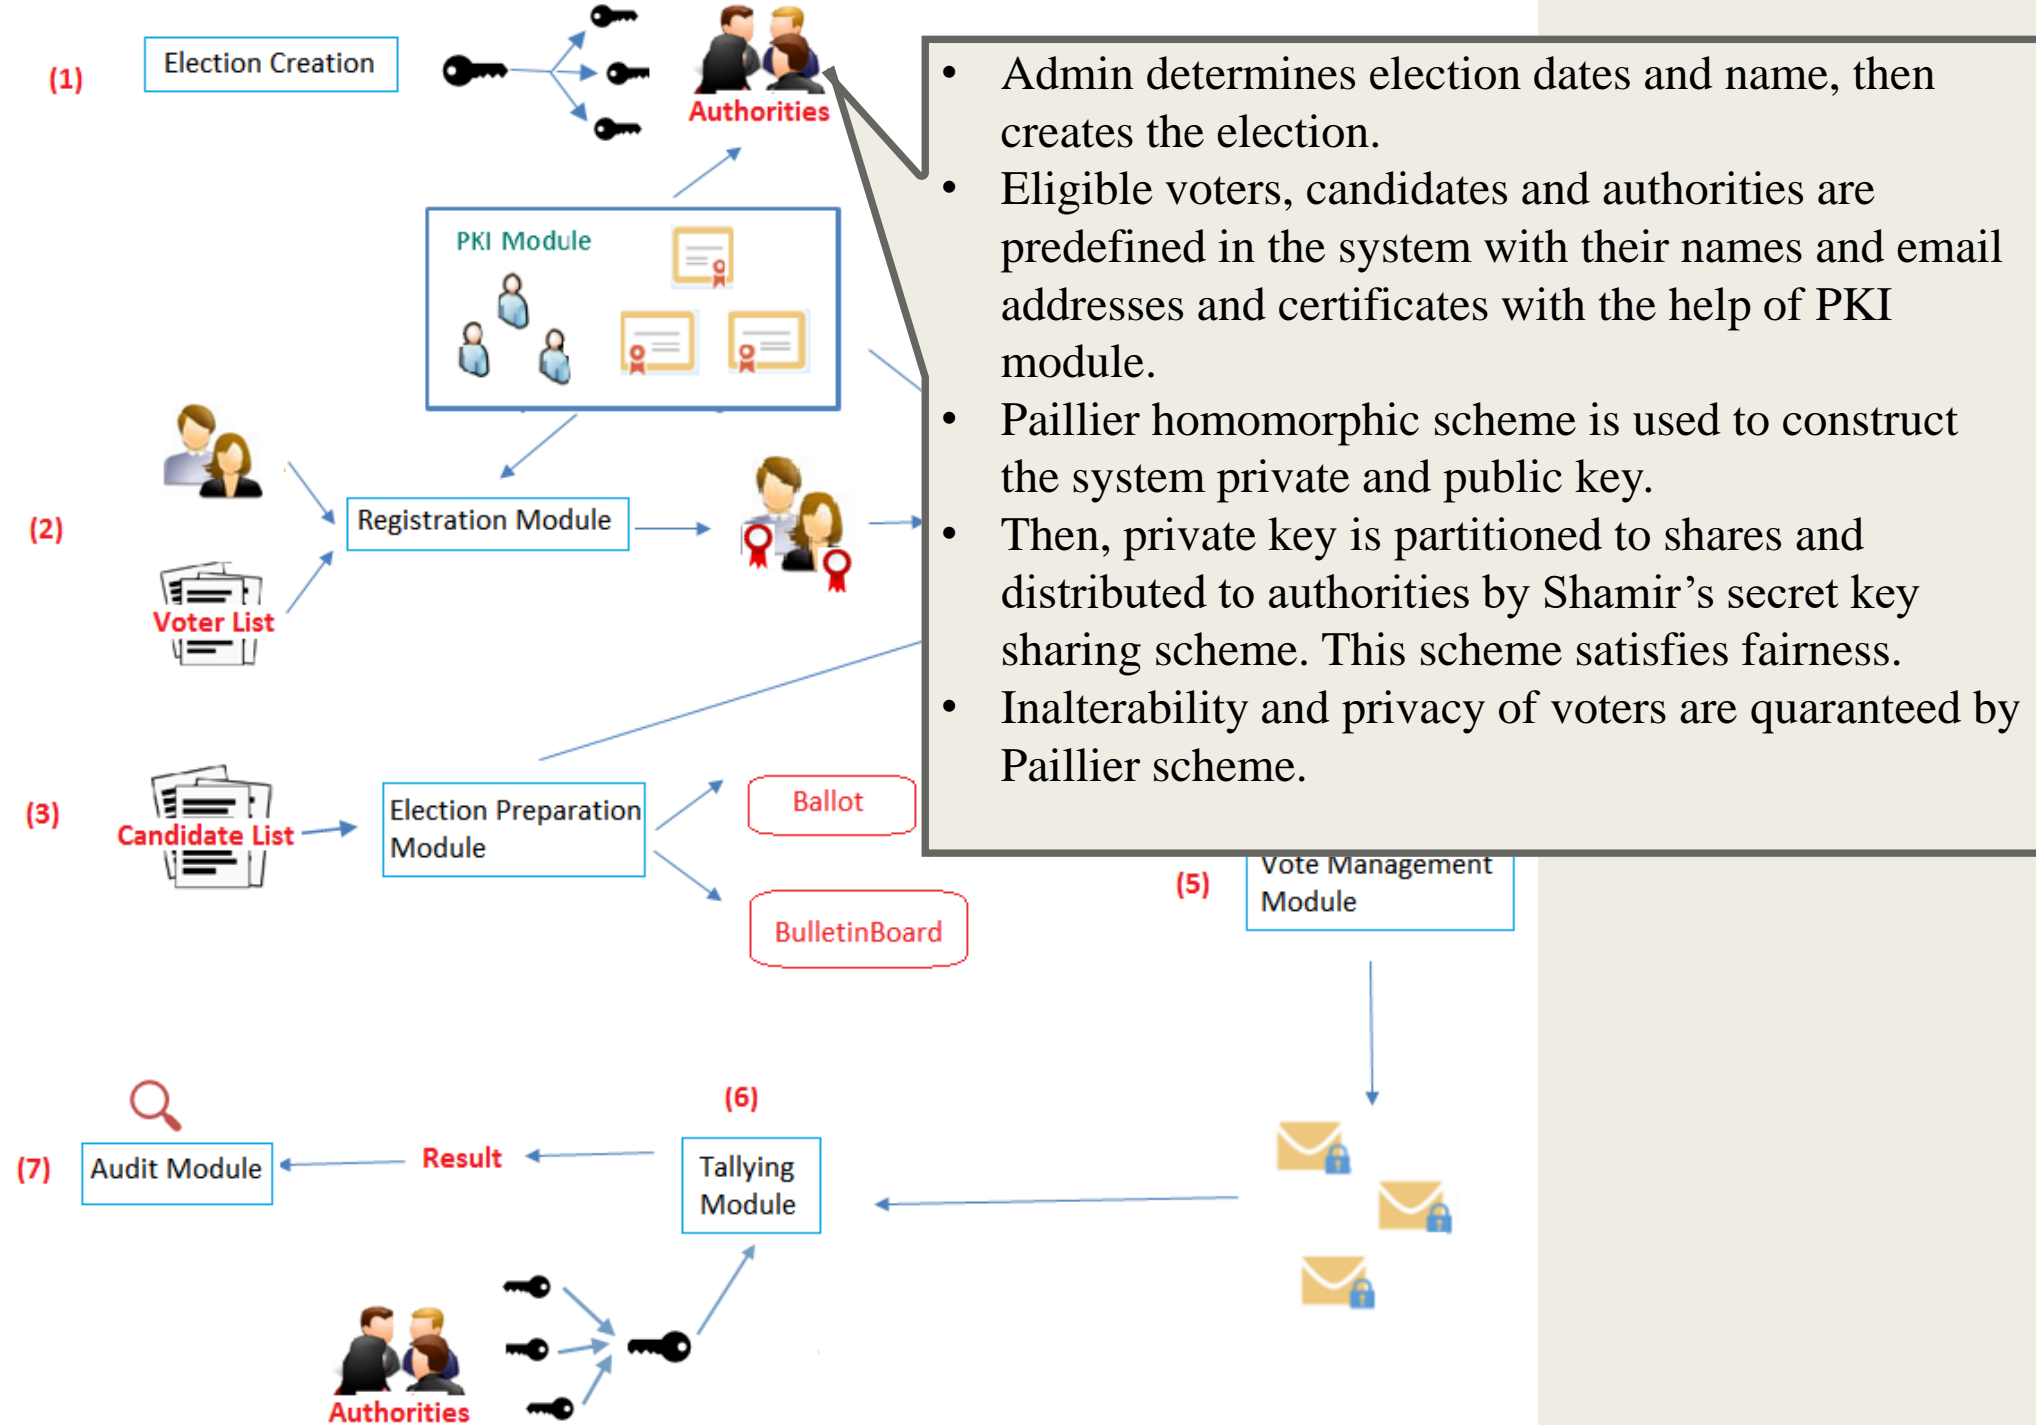 (1)
Election Creation
Authorities
• Admin determines election dates and name, then
creates the election.
• Eligible voters, candidates and authorities are
predefined in the system with their names and email
addresses and certificates with the help of PKI
module.
• Paillier homomorphic scheme is used to construct
the system private and public key.
• Then, private key is partitioned to shares and
distributed to authorities by Shamir’s secret key
sharing scheme. This scheme satisfies fairness.
• Inalterability and privacy of voters are quaranteed by
Paillier scheme.
PKI Module
(2)
Registration Module
Voter List
(3)
Candidate List
Election Preparation
Module
Ballot
BulletinBoard
(5)
Vote Management
Module
(6)
Tallying
Module
Result
(7)
Audit Module
Authorities